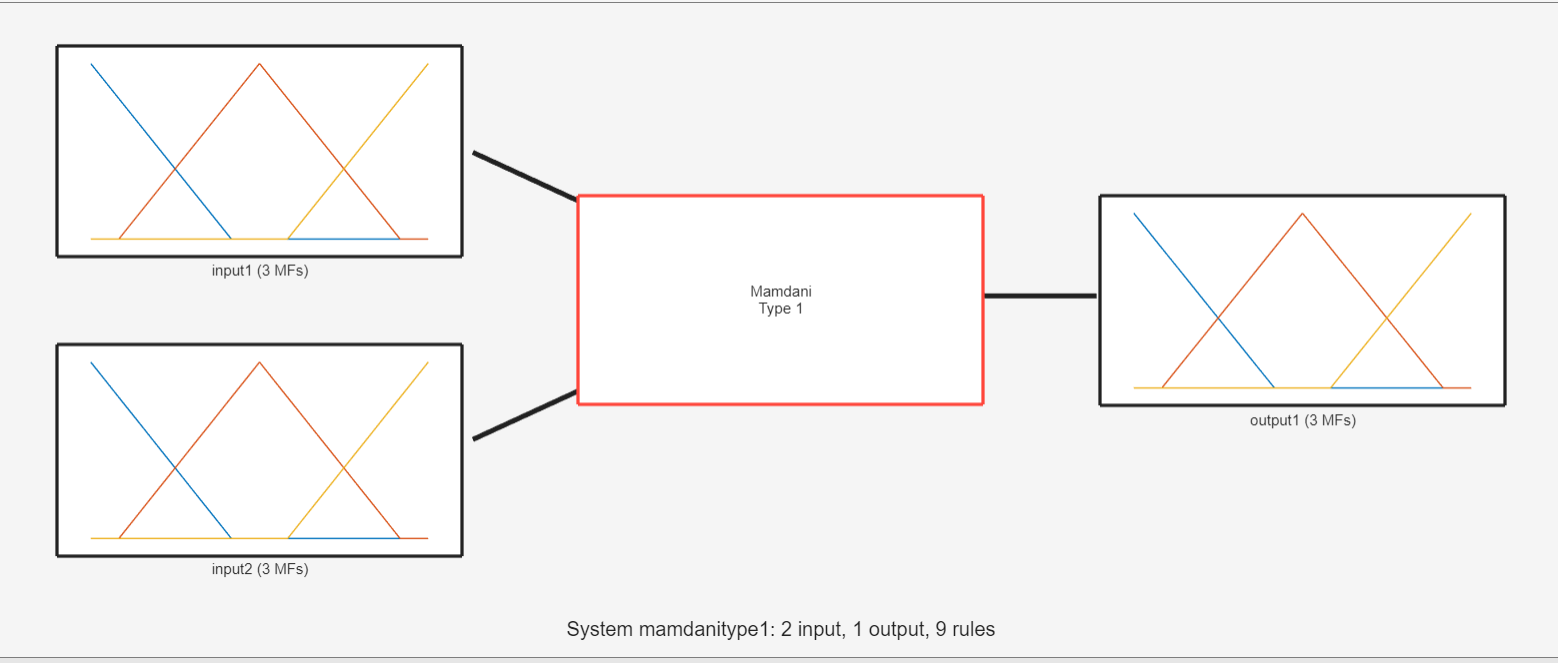 input1 (3 MFs)
Mamdani
Type 1
output1 (3 MFs)
input2 (3 MFs)
System mamdanitype1: 2 input, 1 output, 9 rules